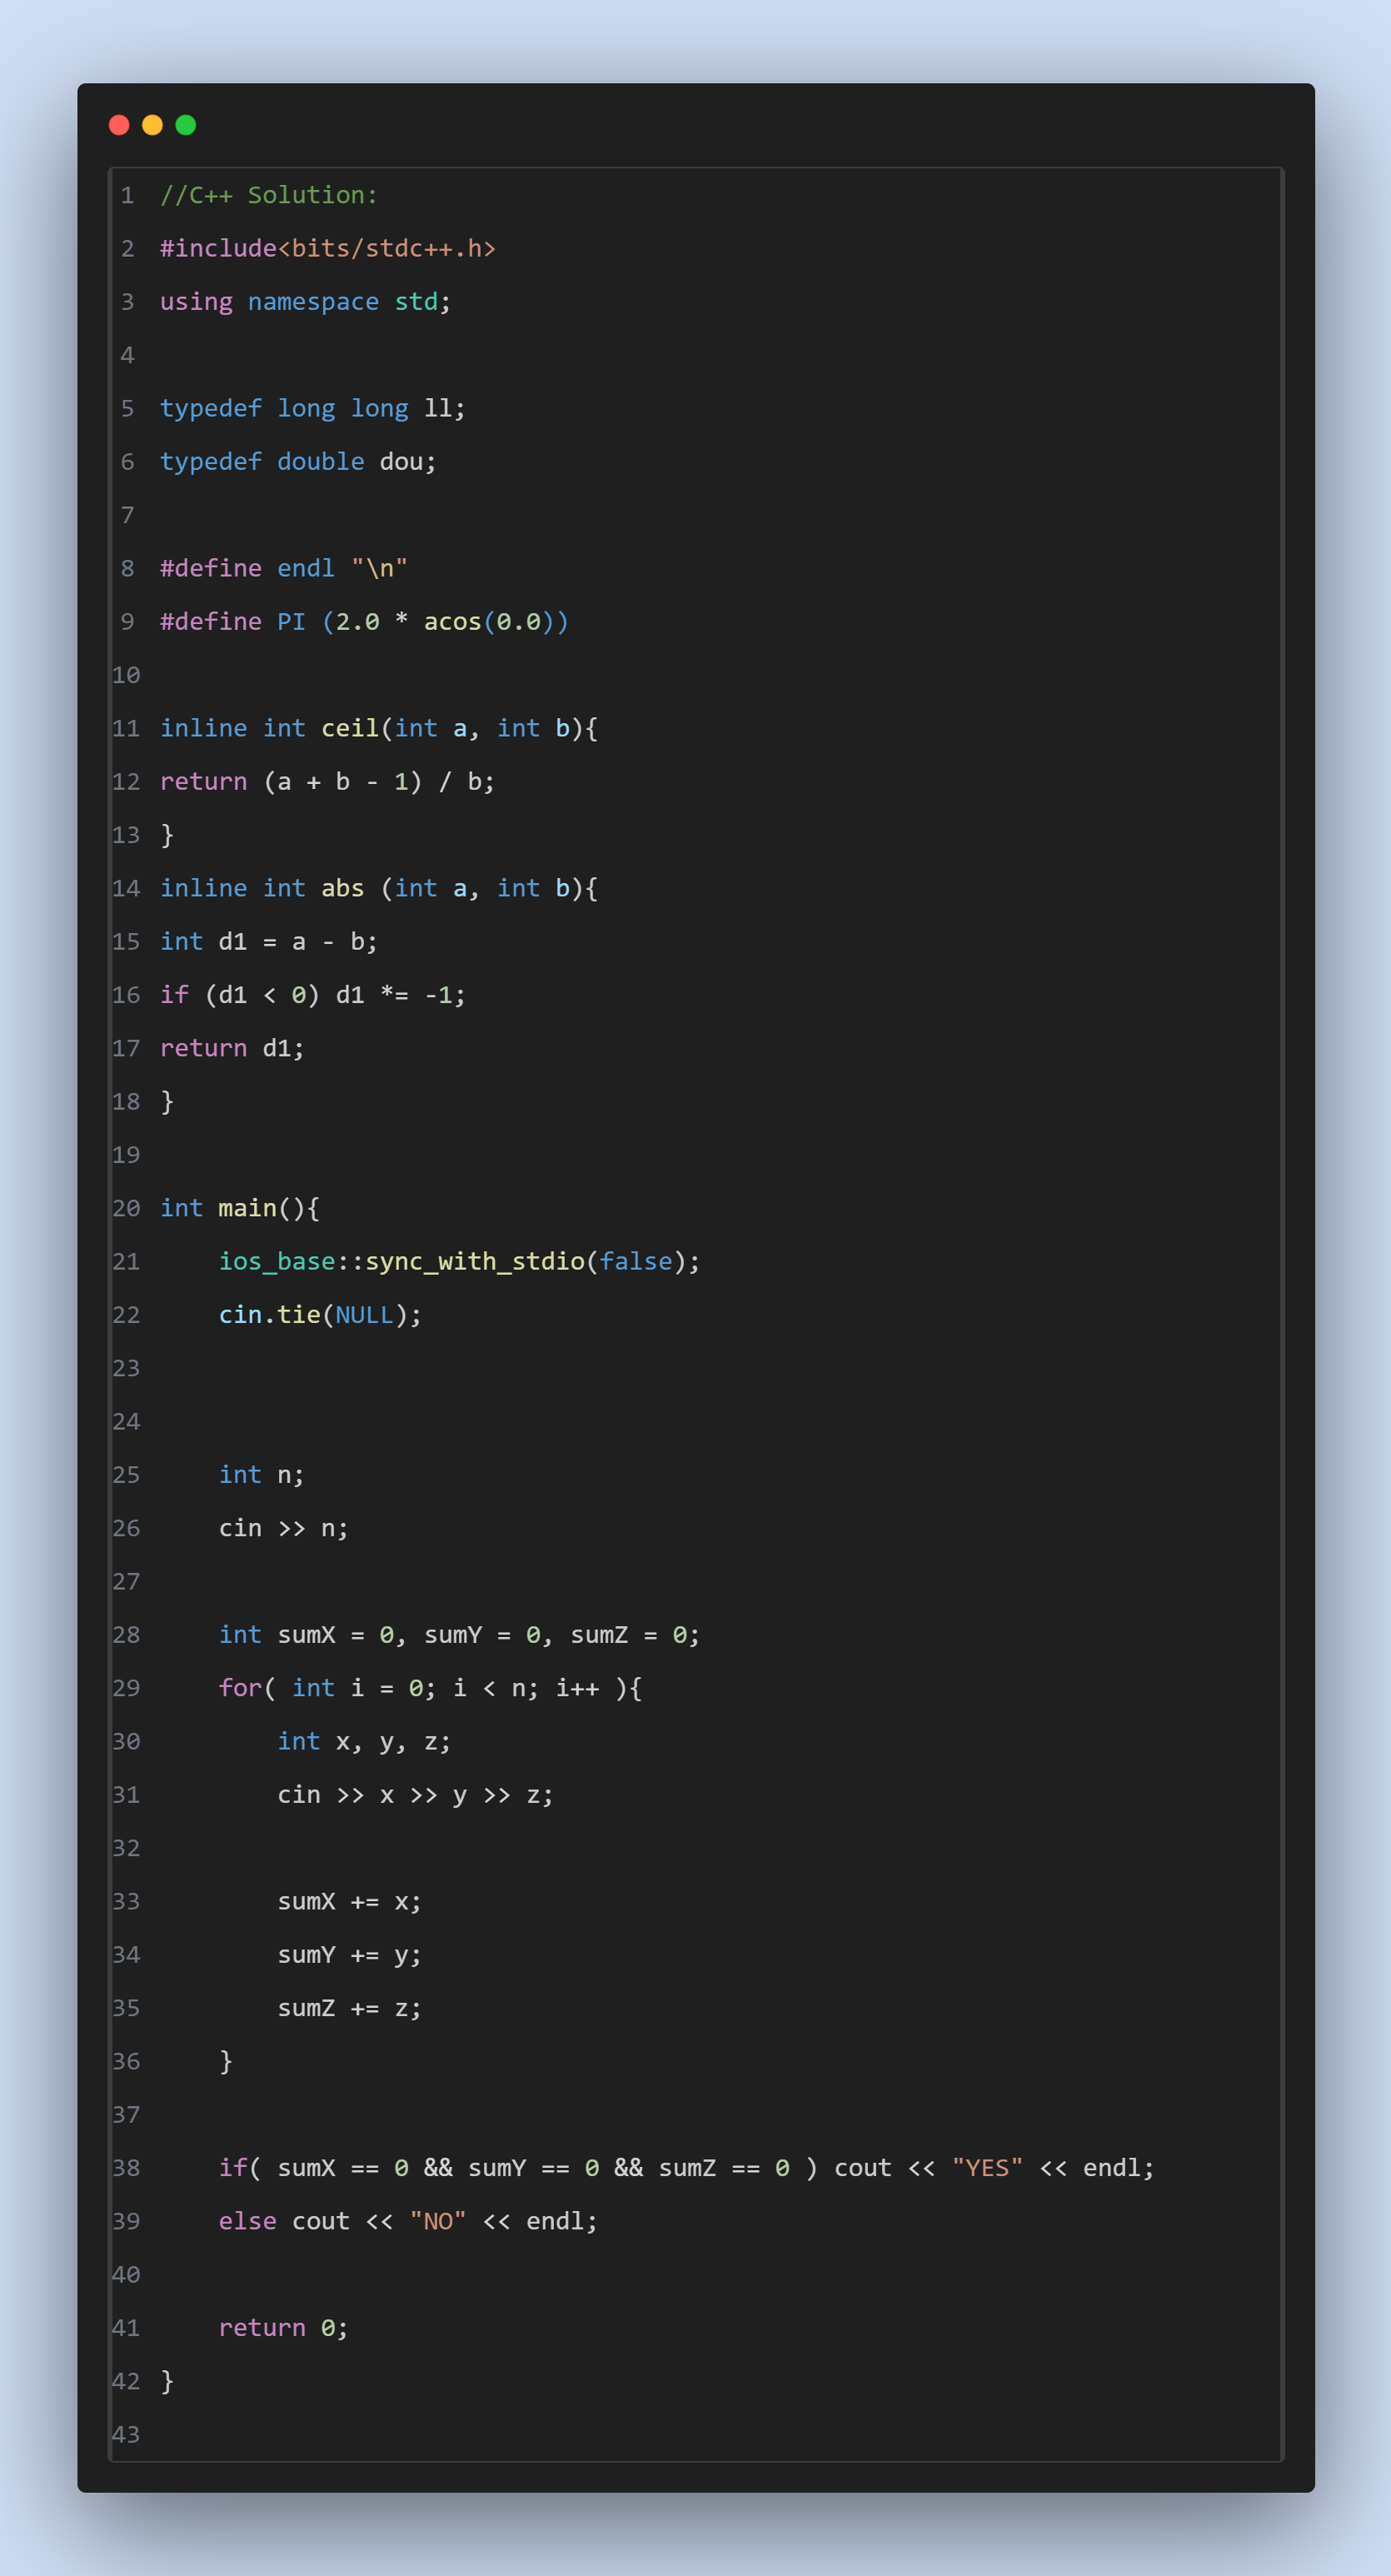 1 //C++ Solution:
2 #include<bits/stdc++.h>
3 using namespace std;
4
5 typedef long long ll;
6 typedef double dou;
7
8 #define endl "\n"
9 #define PI (2.0 * acos(0.0))
10
11 inline int ceil(int a, int b){
12 return (a + b - 1) / b;
13 }
14 inline int abs (int a, int b){
15 int d1 = a - b;
16 if (d1 < 0) d1 *= -1;
17 return d1;
18 }
19
20 int main(){
21     ios_base::sync_with_stdio(false);
22     cin.tie(NULL);
23
24
25     int n;
26     cin >> n;
27
28     int sumX = 0, sumY = 0, sumZ = 0;
29     for( int i = 0; i < n; i++ ){
30         int x, y, z;
31         cin >> x >> y >> z;
32
33         sumX += x;
34         sumY += y;
35         sumZ += z;
36     }
37
38     if( sumX == 0 && sumY == 0 && sumZ == 0 ) cout << "YES" << endl;
39     else cout << "NO" << endl;
40
41     return 0;
42 }
43